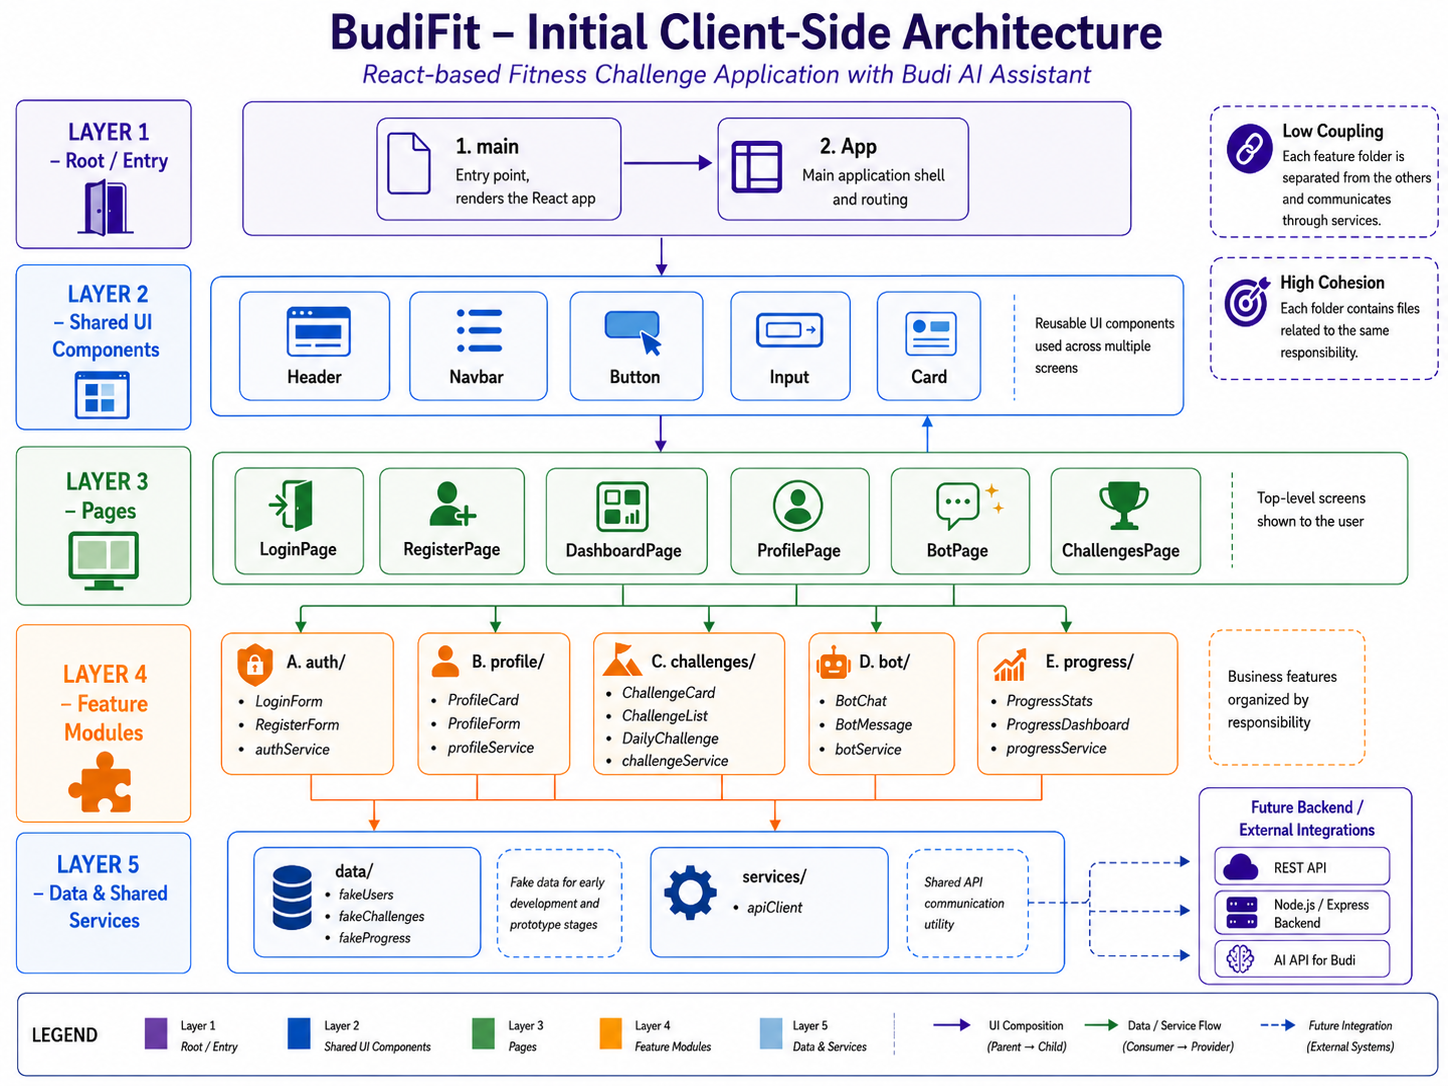 BudiFit – Initial Client-Side Architecture
React-based Fitness Challenge Application with Budi AI Assistant
LAYER 1
– Root / Entry
1. main
Entry point,
renders the React app
2. App
Main application shell
and routing
Low Coupling
Each feature folder is
separated from the others
and communicates
through services.
LAYER 2
– Shared UI
Components
Header
Navbar
Button
Input
Card
Reusable UI components
used across multiple
screens
High Cohesion
Each folder contains files
related to the same
responsibility.
LAYER 3
– Pages
LoginPage
RegisterPage
DashboardPage
ProfilePage
BotPage
ChallengesPage
Top-level screens
shown to the user
LAYER 4
– Feature
Modules
A. auth/
• LoginForm
• RegisterForm
• authService
B. profile/
• ProfileCard
• ProfileForm
• profileService
C. challenges/
• ChallengeCard
• ChallengeList
• DailyChallenge
• challengeService
D. bot/
• BotChat
• BotMessage
• botService
E. progress/
• ProgressStats
• ProgressDashboard
• progressService
Business features
organized by
responsibility
LAYER 5
– Data & Shared
Services
data/
• fakeUsers
• fakeChallenges
• fakeProgress
Fake data for early
development and
prototype stages
services/
• apiClient
Shared API
communication
utility
Future Backend /
External Integrations
REST API
Node.js / Express
Backend
AI API for Budi
LEGEND
Layer 1
Root / Entry
Layer 2
Shared UI Components
Layer 3
Pages
Layer 4
Feature Modules
Layer 5
Data & Services
UI Composition
(Parent → Child)
Data / Service Flow
(Consumer → Provider)
Future Integration
(External Systems)